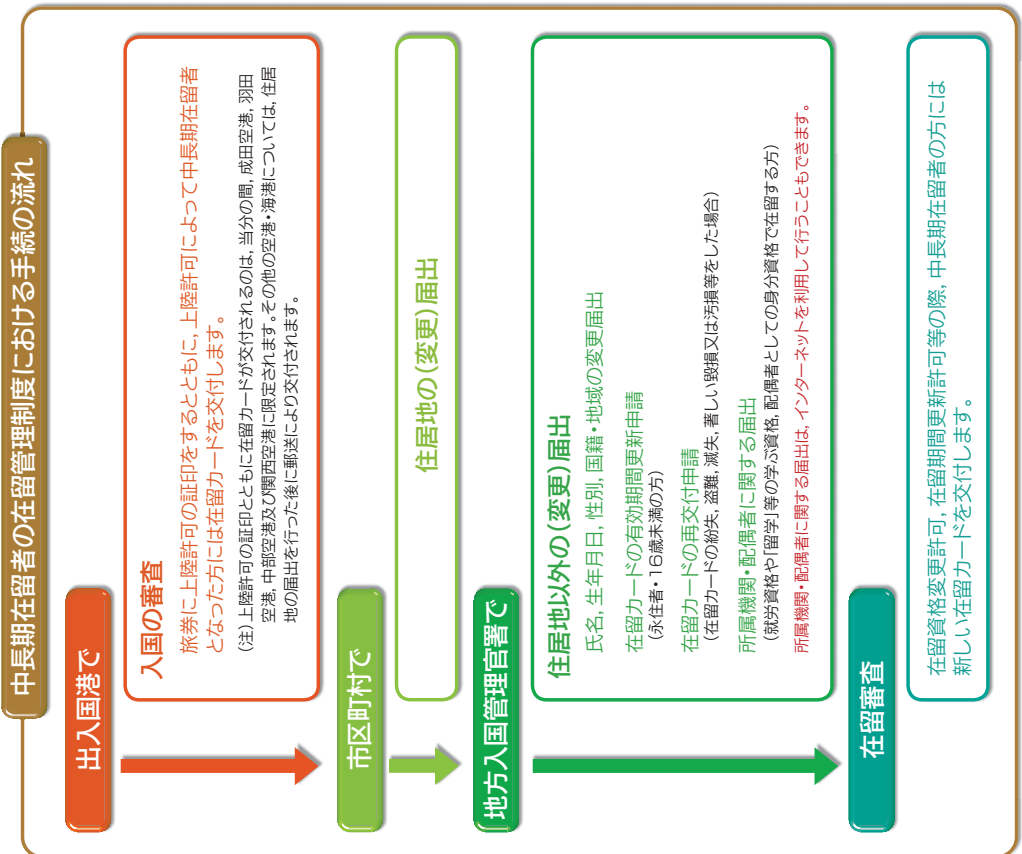 中長期在留者の在留管理制度における手続の流れ
出入国港で
入国の審査
旅券に上陸許可の証印をするとともに，上陸許可によって中長期在留者
となった方には在留カードを交付します。
（注）上陸許可の証印とともに在留カードが交付されるのは，当分の間，成田空港，羽田
空港，中部空港及び関西空港に限定されます。その他の空港・海港については，住居
地の届出を行った後に郵送により交付されます。
市区町村で
住居地の（変更）届出
地方入国管理官署で
住居地以外の（変更）届出
氏名，生年月日，性別，国籍・地域の変更届出
在留カードの有効期間更新申請
（永住者・16歳未満の方）
在留カードの再交付申請
（在留カードの紛失，盗難，滅失，著しい毀損又は汚損等をした場合）
所属機関・配偶者に関する届出
（就労資格や「留学」等の学ぶ資格，配偶者としての身分資格で在留する方）
所属機関・配偶者に関する届出は，インターネットを利用して行うこともできます。
在留審査
在留資格変更許可，在留期間更新許可等の際，中長期在留者の方には
新しい在留カードを交付します。